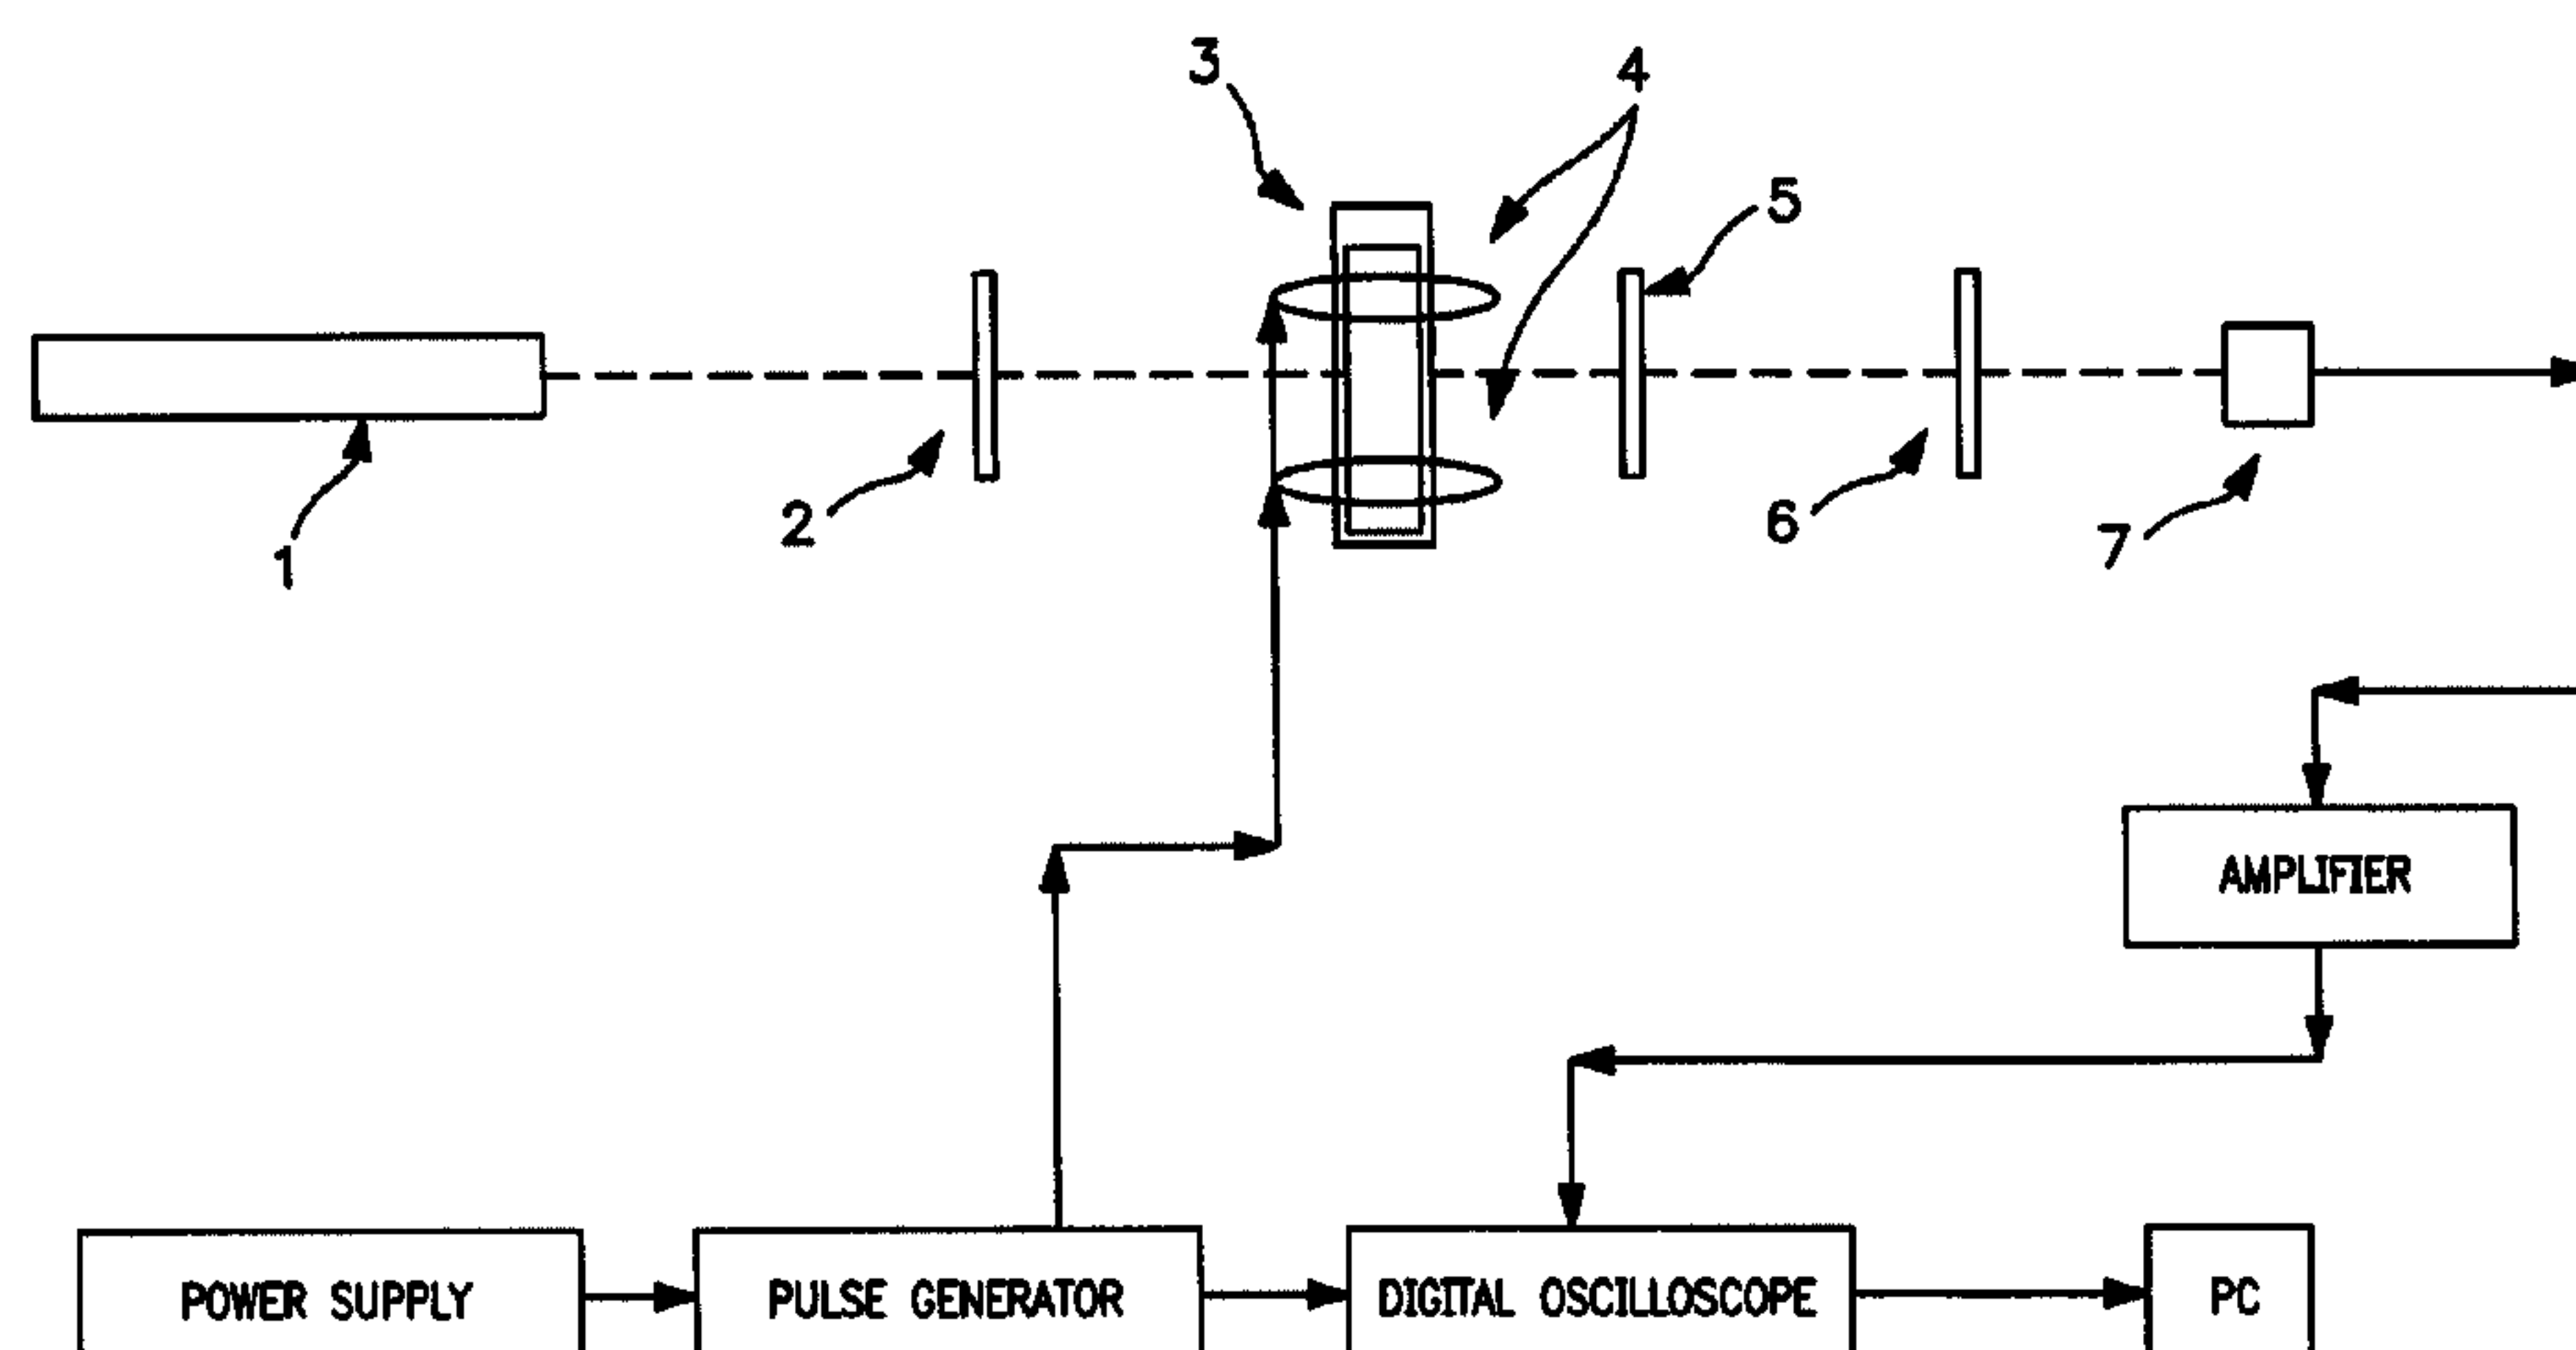 3
4
5
1
2
6
7
AMPLIFIER
POWER SUPPLY
PULSE GENERATOR
DIGITAL OSCILLOSCOPE
PC